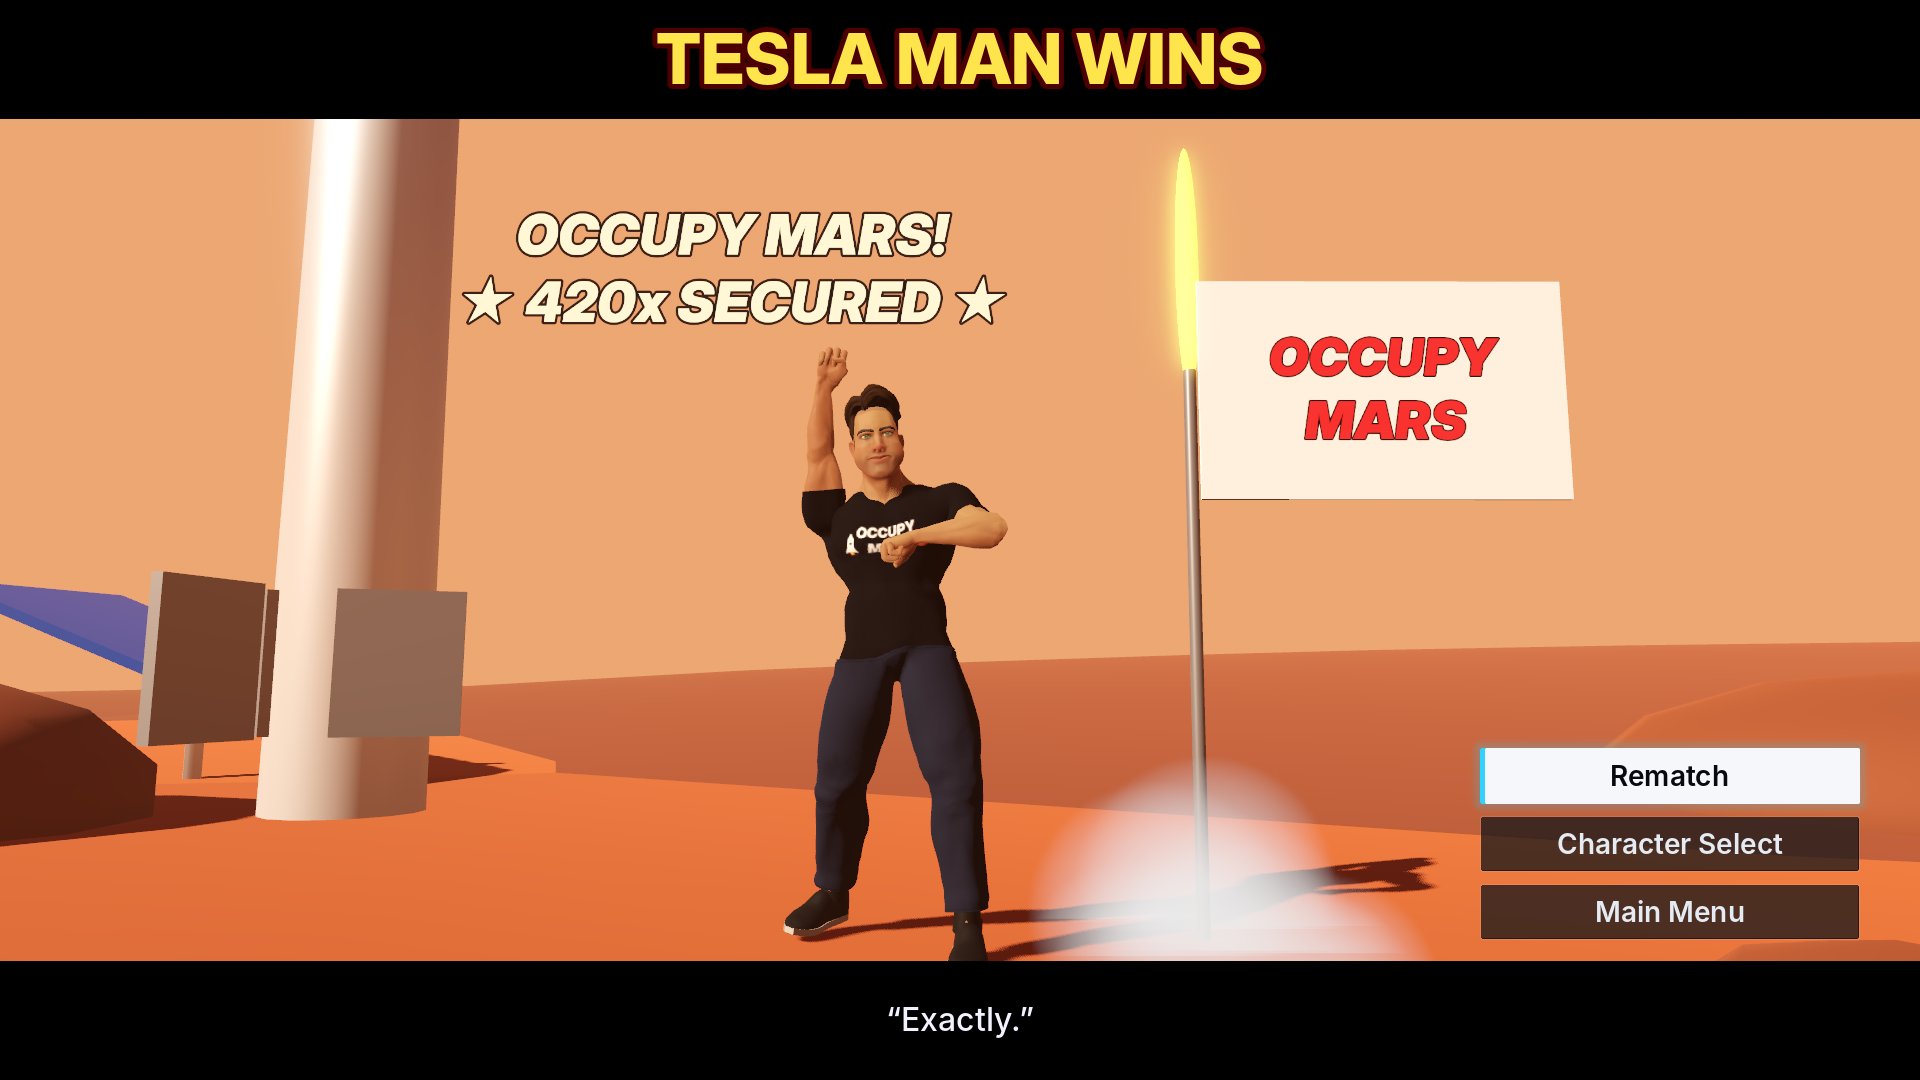 TESLA MAN WINS
OCCUPY MARS!
★ 420x SECURED ★
OCCUPY
MARS
OCCUPY
Rematch
Character Select
Main Menu
“Exactly.”